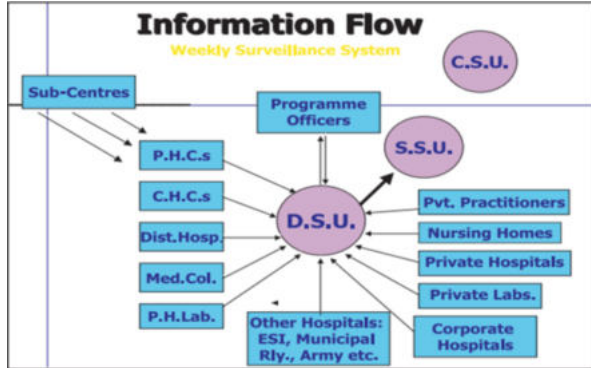 Information Flow
Weekly Surveillance System
C.S.U.
Sub-Centres
Programme
Officers
S.S.U.
P.H.C.s
C.H.C.s
Dist.Hosp.
Med.Col.
P.H.Lab.
D.S.U.
Pvt. Practitioners
Nursing Homes
Private Hospitals
Private Labs.
Corporate
Hospitals
Other Hospitals:
ESI, Municipal
Rly., Army etc.